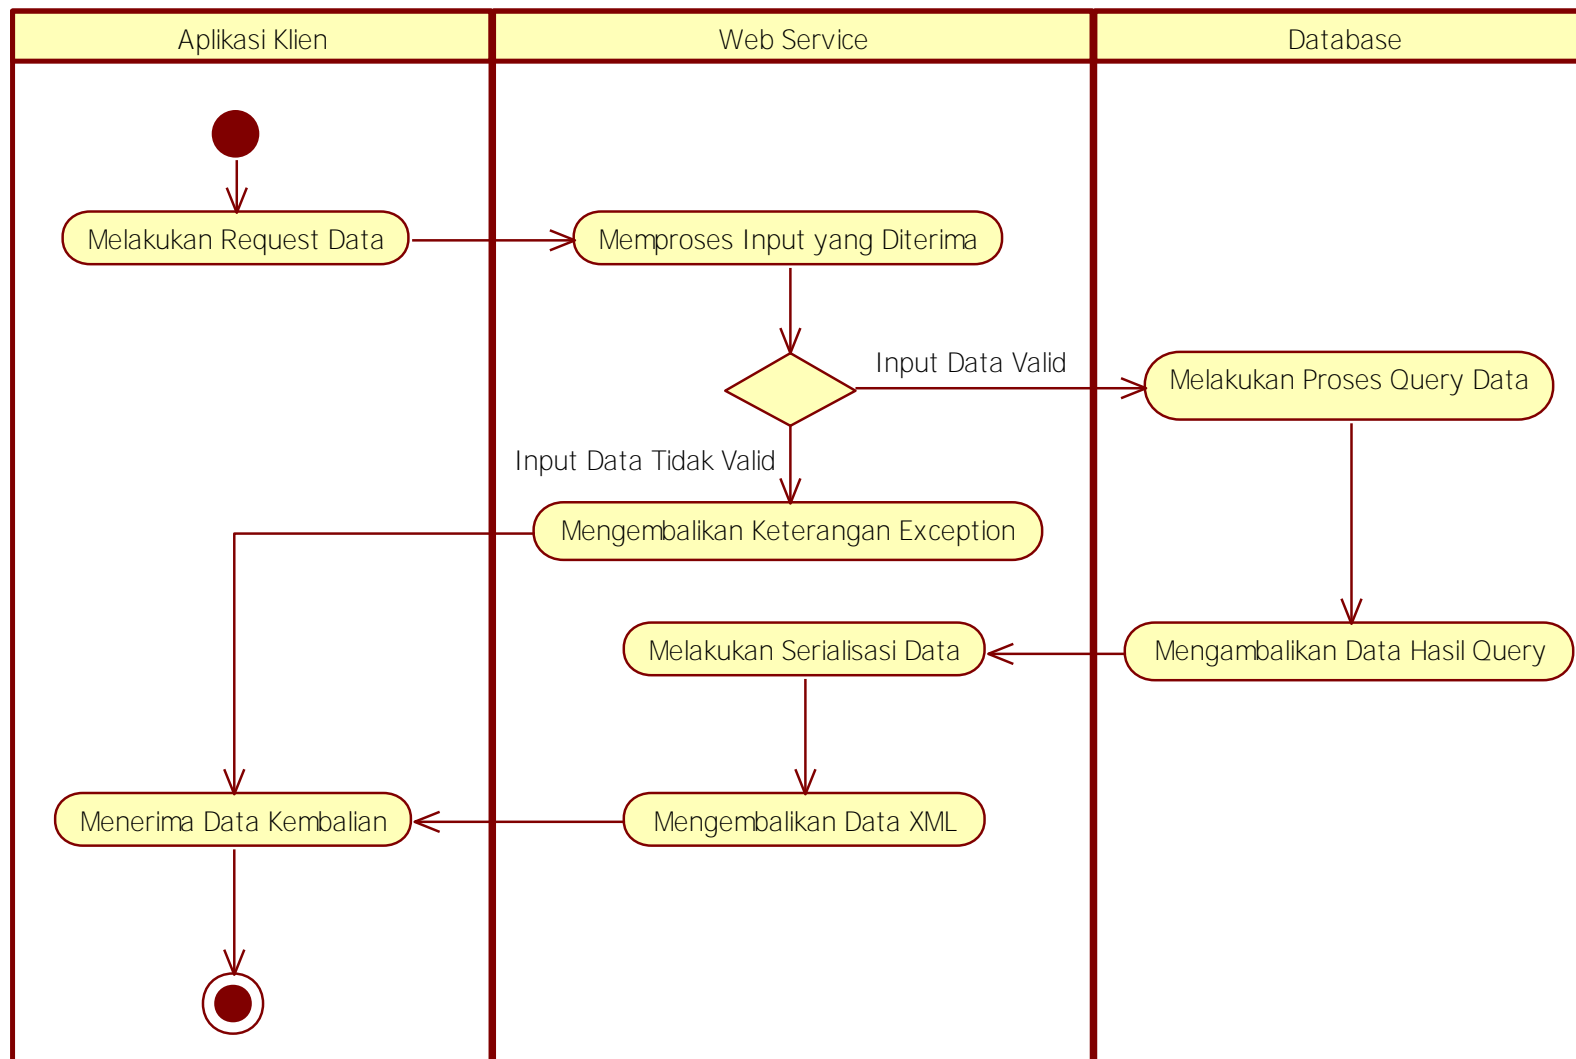 Aplikasi Klien
Web Service
Database
Melakukan Request Data
Memproses Input yang Diterima
Input Data Valid
Melakukan Proses Query Data
Input Data Tidak Valid
Mengembalikan Keterangan Exception
Melakukan Serialisasi Data
Mengambalikan Data Hasil Query
Menerima Data Kembalian
Mengembalikan Data XML